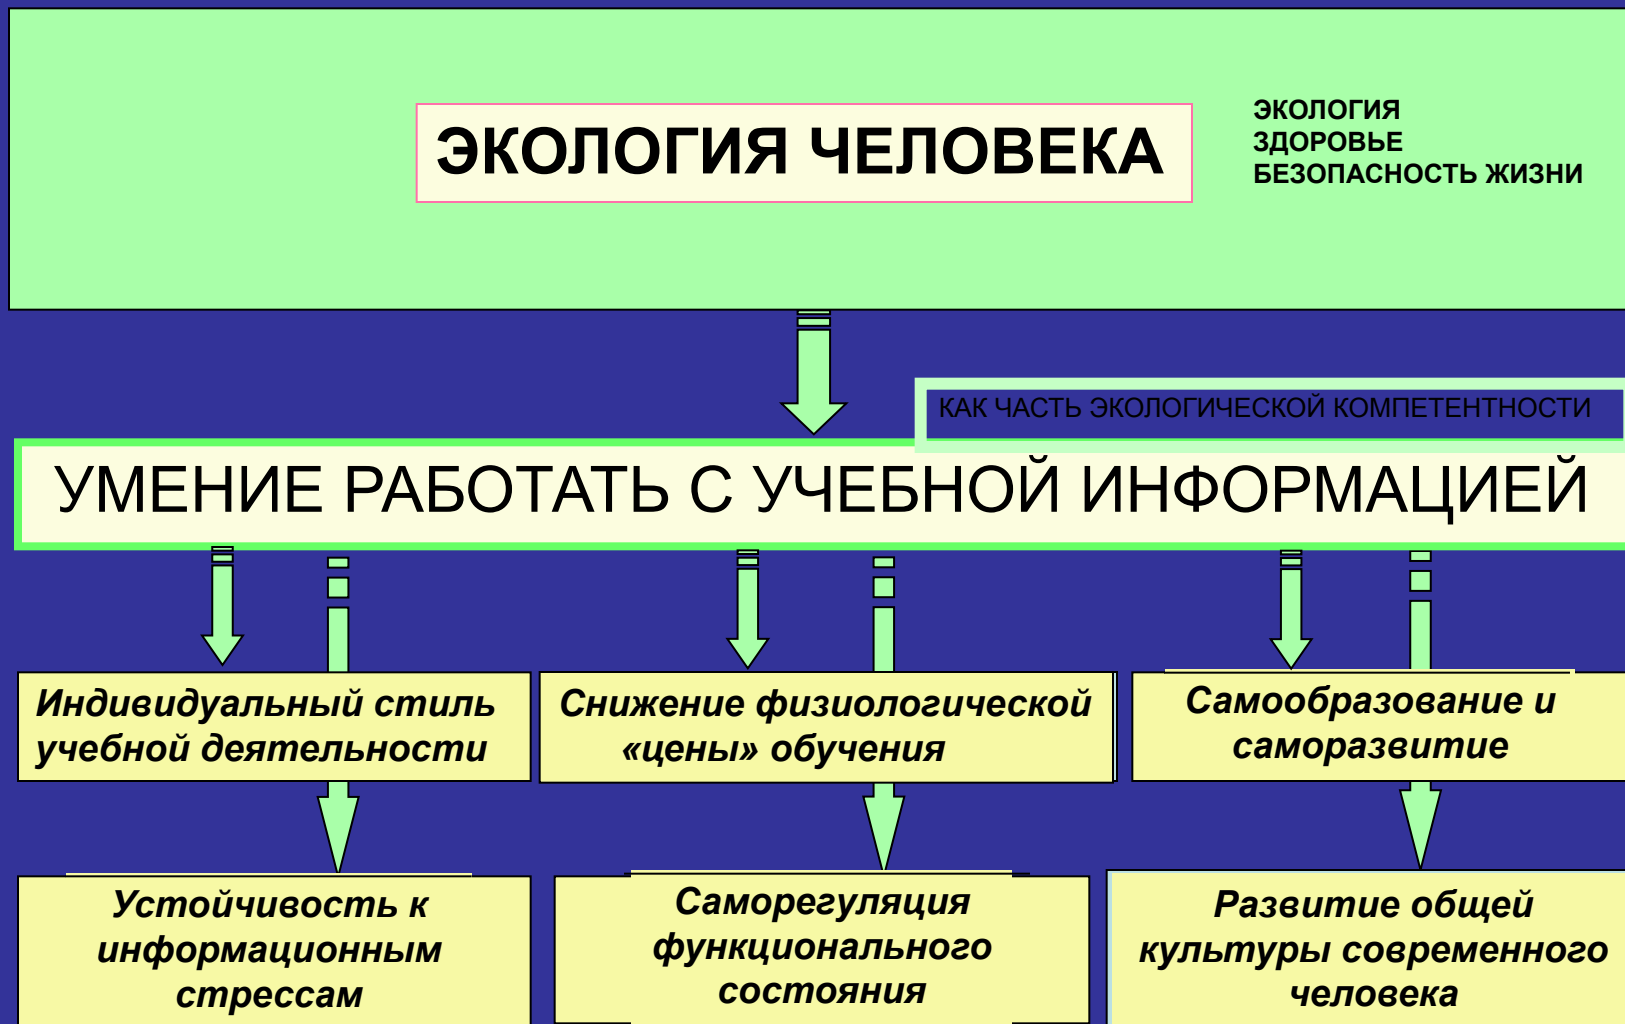 ЭКОЛОГИЯ ЧЕЛОВЕКА
ЭКОЛОГИЯ
ЗДОРОВЬЕ
БЕЗОПАСНОСТЬ ЖИЗНИ
КАК ЧАСТЬ ЭКОЛОГИЧЕСКОЙ КОМПЕТЕНТНОСТИ
УМЕНИЕ РАБОТАТЬ С УЧЕБНОЙ ИНФОРМАЦИЕЙ
Индивидуальный стиль
учебной деятельности
Снижение физиологической
«цены» обучения
Самообразование и
саморазвитие
Устойчивость к
информационным
стрессам
Саморегуляция
функционального
состояния
Развитие общей
культуры современного
человека